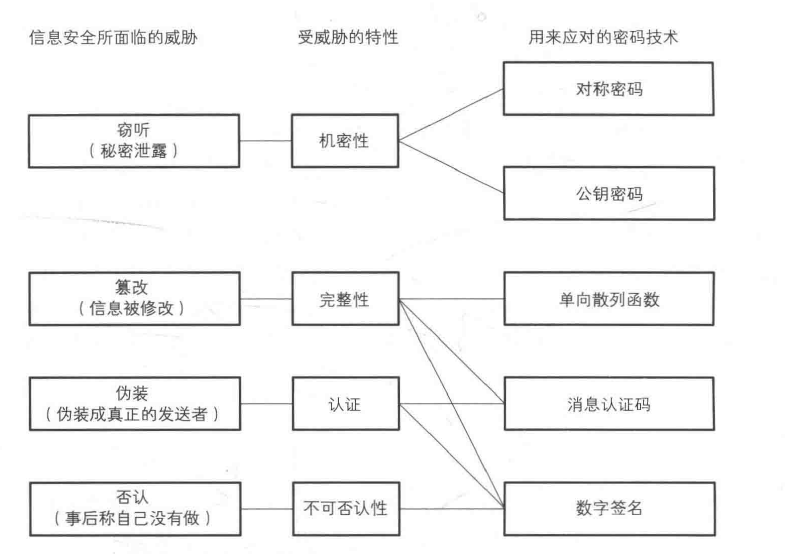 信息安全所面临的威胁
受威胁的特性
用来应对的密码技术
窃听
（秘密泄露）
机密性
对称密码
公钥密码
篡改
（信息被修改）
完整性
单向散列函数
伪装
（伪装成真正的发送者）
认证
消息认证码
否认
（事后称自己没有做）
不可否认性
数字签名